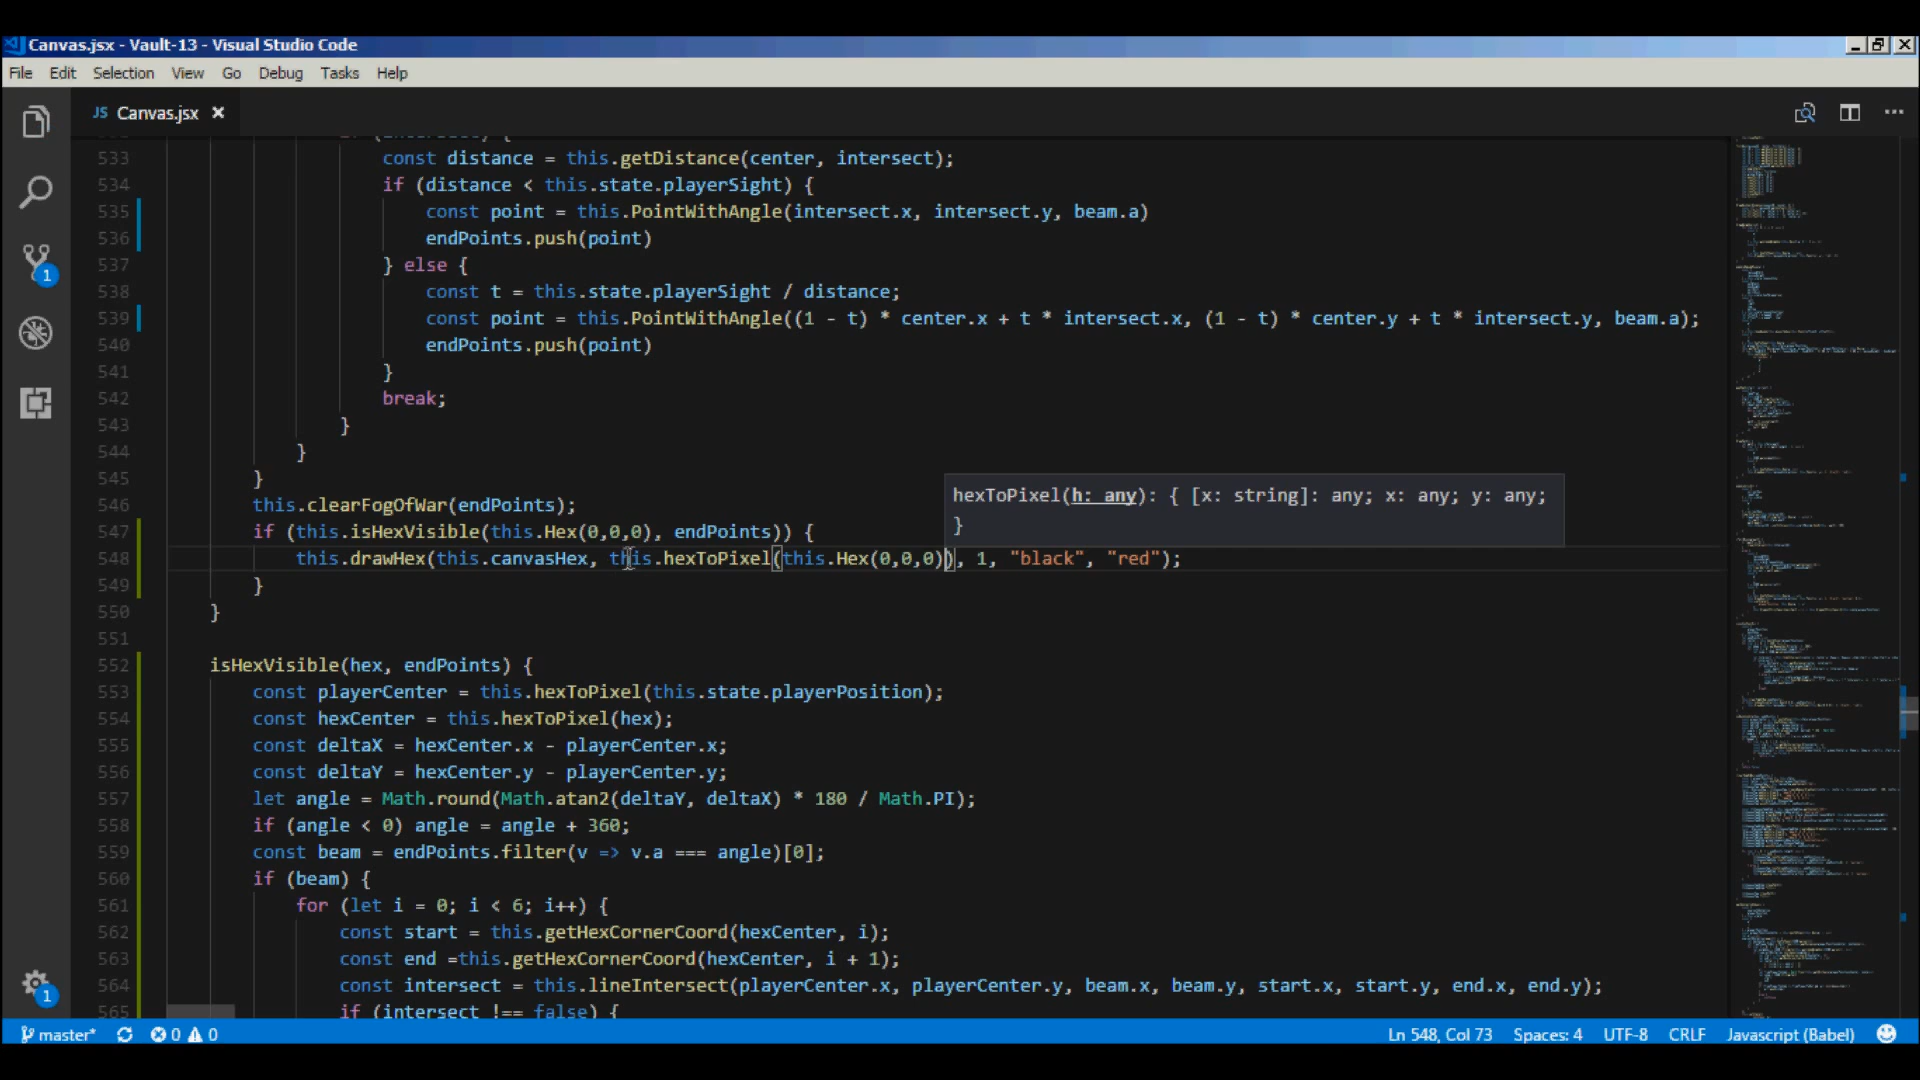 Canvas.jsx - Vault-13 - Visual Studio Code
File Edit Selection View Go Debug Tasks Help
JS Canvas.jsx
533 const distance = this.getDistance(center, intersect);
534 if (distance < this.state.playerSight) {
535 const point = this.PointWithAngle(intersect.x, intersect.y, beam.a)
536 endPoints.push(point)
537 } else {
538 const t = this.state.playerSight / distance;
539 const point = this.PointWithAngle((1 - t) * center.x + t * intersect.x, (1 - t) * center.y + t * intersect.y, beam.a);
540 endPoints.push(point)
541 }
542 break;
543 }
544 }
545 }
546 this.clearFogOfWar(endPoints);
hexToPixel(h: any): { [x: string]: any; x: any; y: any;
}
547 if (this.isHexVisible(this.Hex(0,0,0), endPoints)) {
548 this.drawHex(this.canvasHex, this.hexToPixel(this.Hex(0,0,0)), 1, "black", "red");
549 }
550 }
551
552 isHexVisible(hex, endPoints) {
553 const playerCenter = this.hexToPixel(this.state.playerPosition);
554 const hexCenter = this.hexToPixel(hex);
555 const deltaX = hexCenter.x - playerCenter.x;
556 const deltaY = hexCenter.y - playerCenter.y;
557 let angle = Math.round(Math.atan2(deltaY, deltaX) * 180 / Math.PI);
558 if (angle < 0) angle = angle + 360;
559 const beam = endPoints.filter(v => v.a === angle)[0];
560 if (beam) {
561 for (let i = 0; i < 6; i++) {
562 const start = this.getHexCornerCoord(hexCenter, i);
563 const end =this.getHexCornerCoord(hexCenter, i + 1);
564 const intersect = this.lineIntersect(playerCenter.x, playerCenter.y, beam.x, beam.y, start.x, start.y, end.x, end.y);
565 if (intersect !== false) {
1
1
master* 0 0 Ln 548, Col 73 Spaces: 4 UTF-8 CRLF Javascript (Babel)